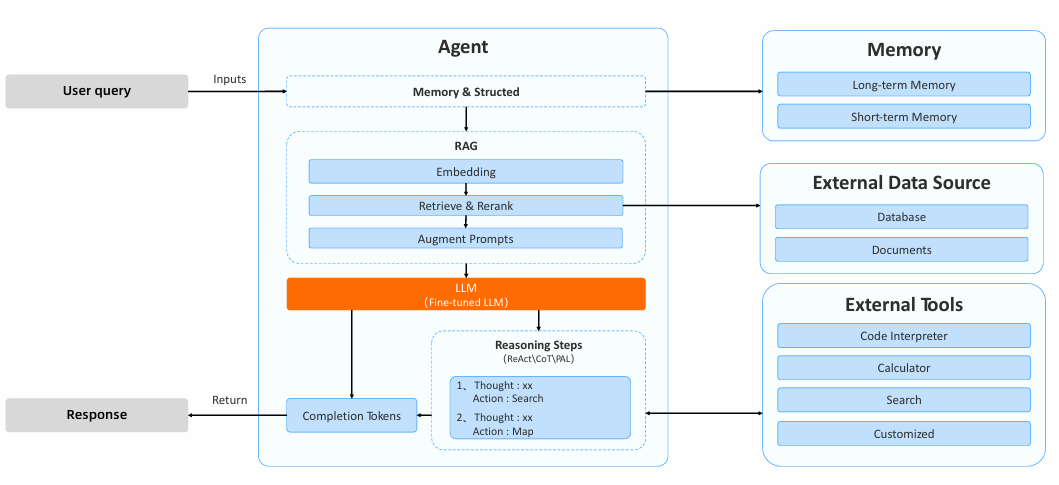 Agent
User query
Inputs
Memory & Structed
RAG
Embedding
Retrieve & Rerank
Augment Prompts
LLM
(Fine-tuned LLM)
Reasoning Steps
(ReAct\CoT\PAL)
1、Thought : xx
Action : Search
2、Thought : xx
Action : Map
Completion Tokens
Return
Response
Memory
Long-term Memory
Short-term Memory
External Data Source
Database
Documents
External Tools
Code Interpreter
Calculator
Search
Customized